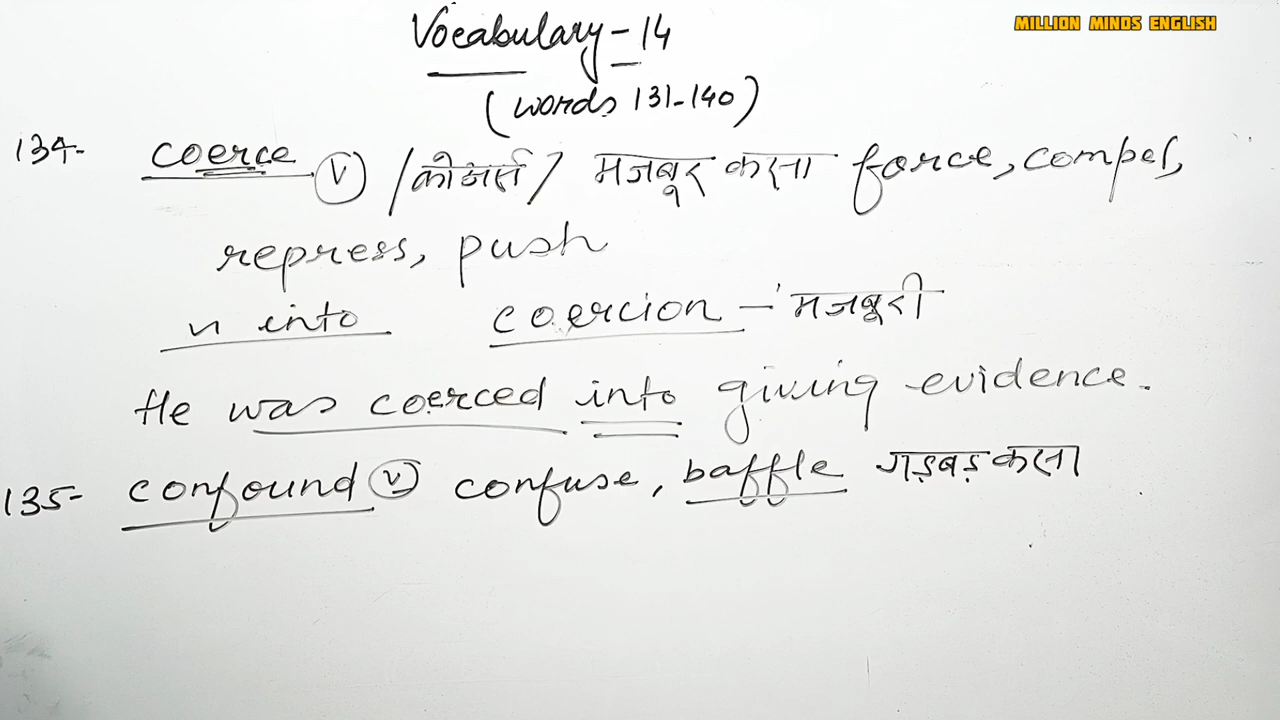 MILLION MINDS ENGLISH
Vocabulary-14
(words 131-140)
134- coerce (v) /कोअर्स/ मजबूर करना force, compel,
repress, push
n into coercion - मजबूरी
He was coerced into giving evidence.
135- confound (v) confuse, baffle गड़बड़ करना